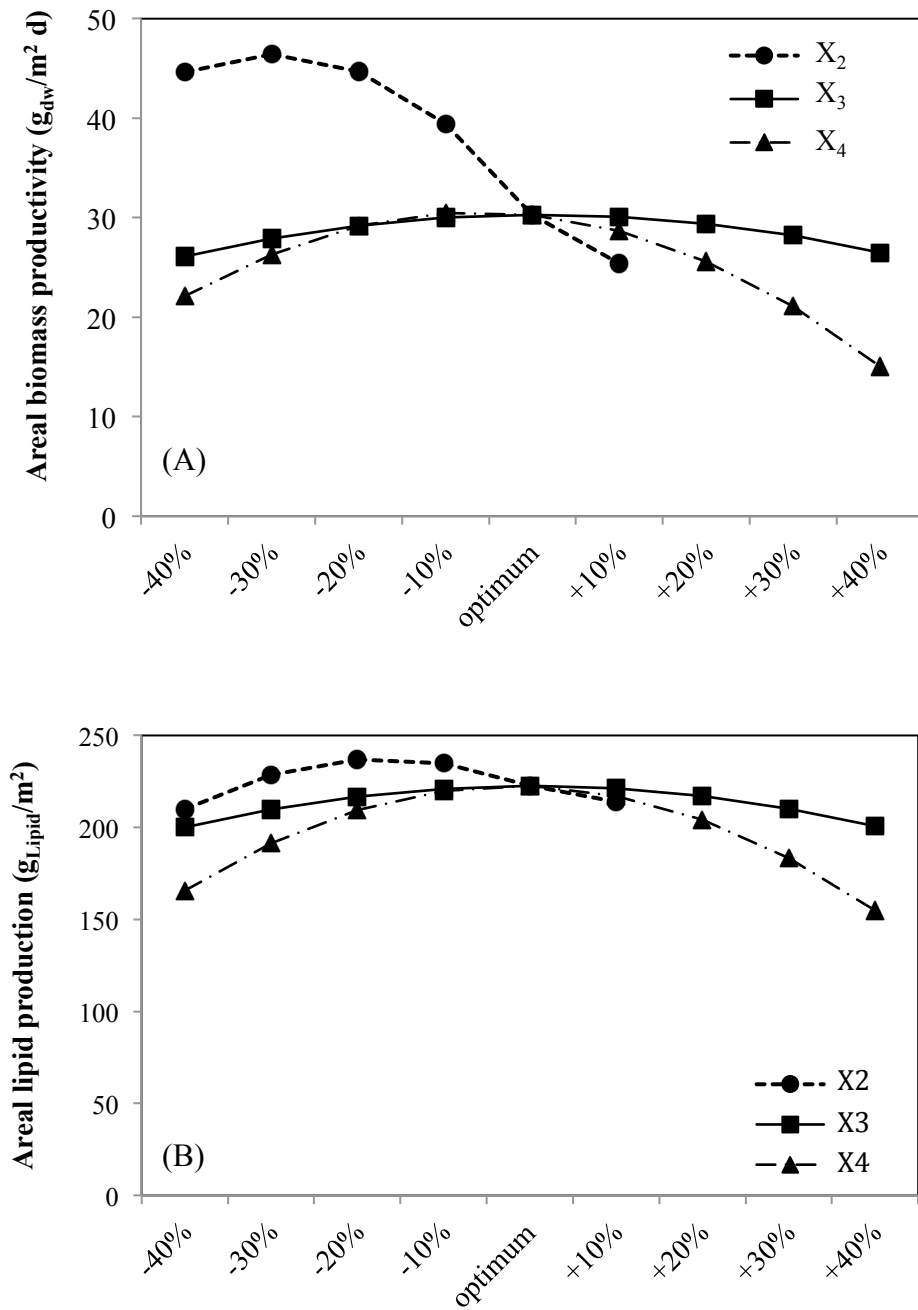 Areal biomass productivity (g_dw/m² d)
50
40
30
20
10
0
X₂
X₃
X₄
(A)
-40%
-30%
-20%
-10%
optimum
+10%
+20%
+30%
+40%
Areal lipid production (g_Lipid/m²)
250
200
150
100
50
0
X2
X3
X4
(B)
-40%
-30%
-20%
-10%
optimum
+10%
+20%
+30%
+40%